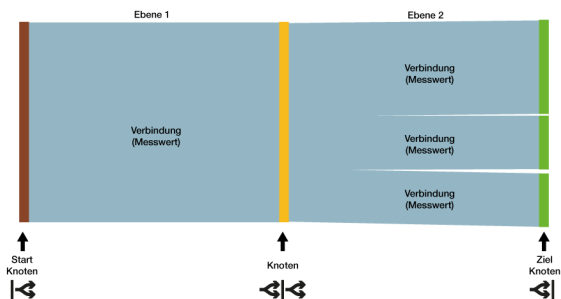 Ebene 1
Ebene 2
Verbindung
(Messwert)
Verbindung
(Messwert)
Verbindung
(Messwert)
Verbindung
(Messwert)
Start
Knoten
Knoten
Ziel
Knoten